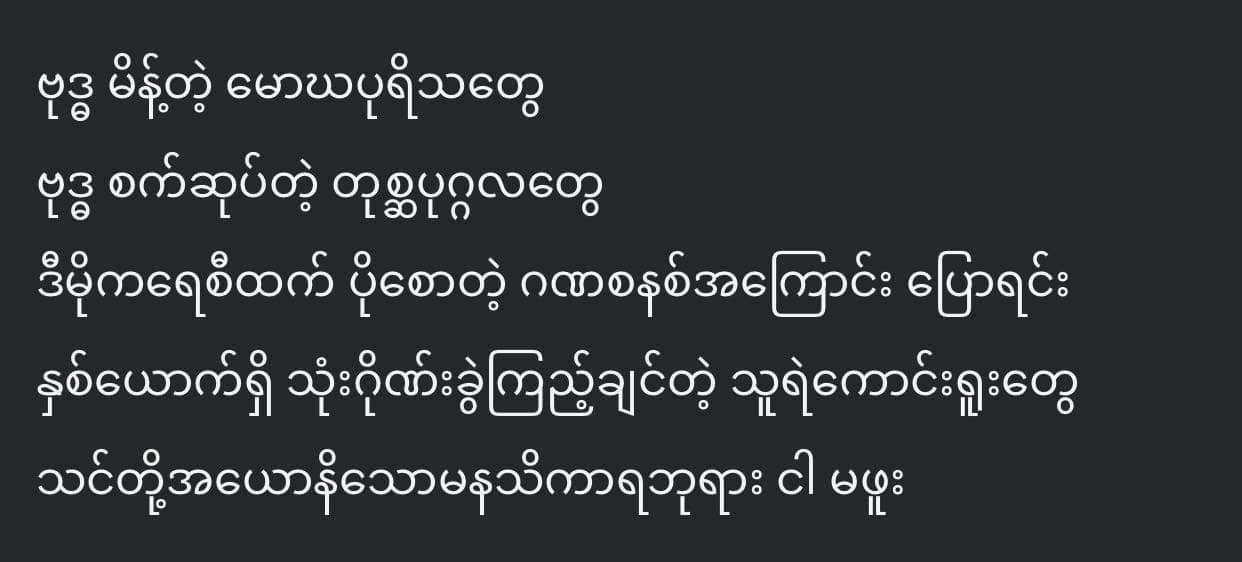 ဗုဒ္ဓ မိန့်တဲ့ မောဃပုရိသတွေ
ဗုဒ္ဓ စက်ဆုပ်တဲ့ တုစ္ဆပုဂ္ဂလတွေ
ဒီမိုကရေစီထက် ပိုစောတဲ့ ဂဏစနစ်အကြောင်း ပြောရင်း
နှစ်ယောက်ရှိ သုံးဂိုဏ်းခွဲကြည့်ချင်တဲ့ သူရဲကောင်းရူးတွေ
သင်တို့အယောနိသောမနသိကာရဘုရား ငါ မဖူး